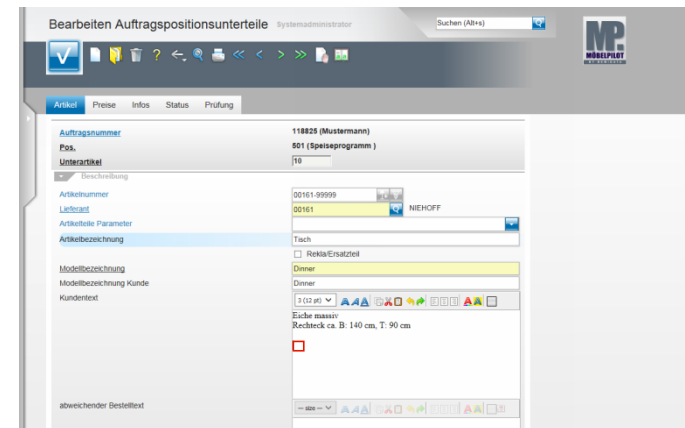 Bearbeiten Auftragspositionsunterteile Systemadministrator
Suchen (Alt+s)
MP
MÖBELPILOT
Artikel Preise Infos Status Prüfung
Auftragsnummer 118825 (Mustermann)
Pos. 501 (Speiseprogramm )
Unterartikel 10
Beschreibung
Artikelnummer 00161-99999
Lieferant 00161 NIEHOFF
Artikelteile Parameter
Artikelbezeichnung Tisch
Rekla/Ersatzteil
Modellbezeichnung Dinner
Modellbezeichnung Kunde Dinner
Kundentext 3 (12 pt)
Eiche massiv
Rechteck ca. B: 140 cm, T: 90 cm
abweichender Bestelltext -- size --